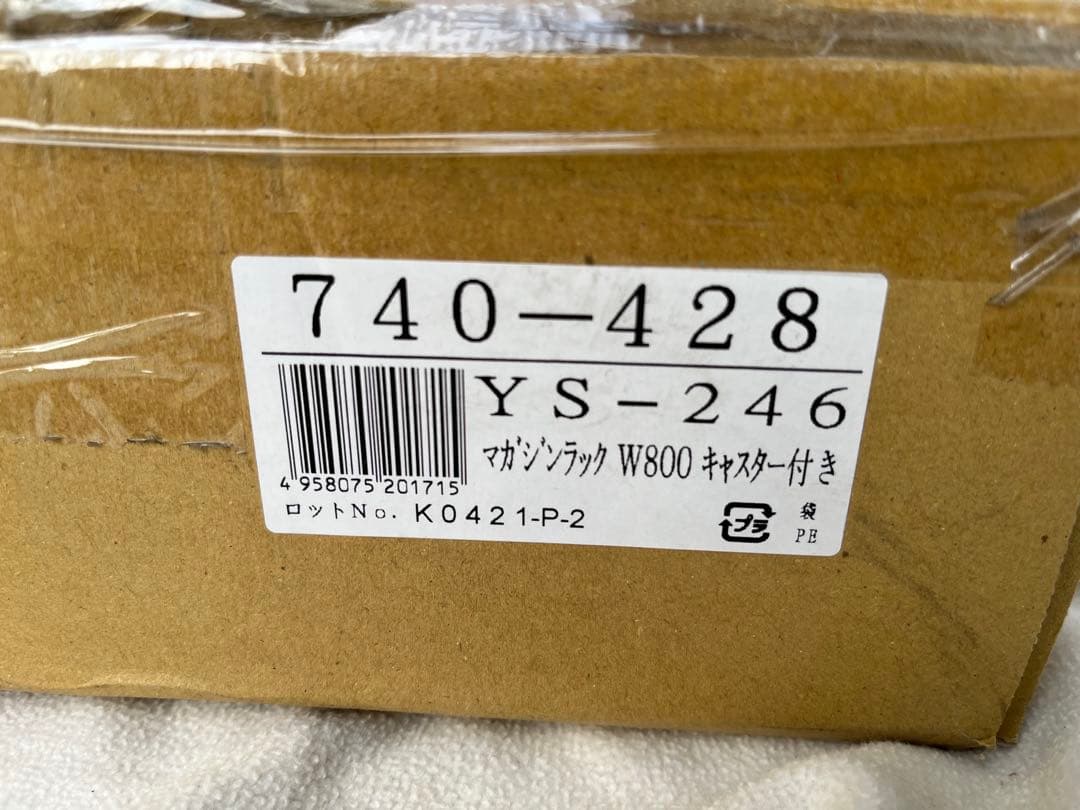 740-428
YS-246
マガジンラック W800 キャスター付き
4 958075 201715
ロットNo. K0421-P-2
プラ
袋
PE